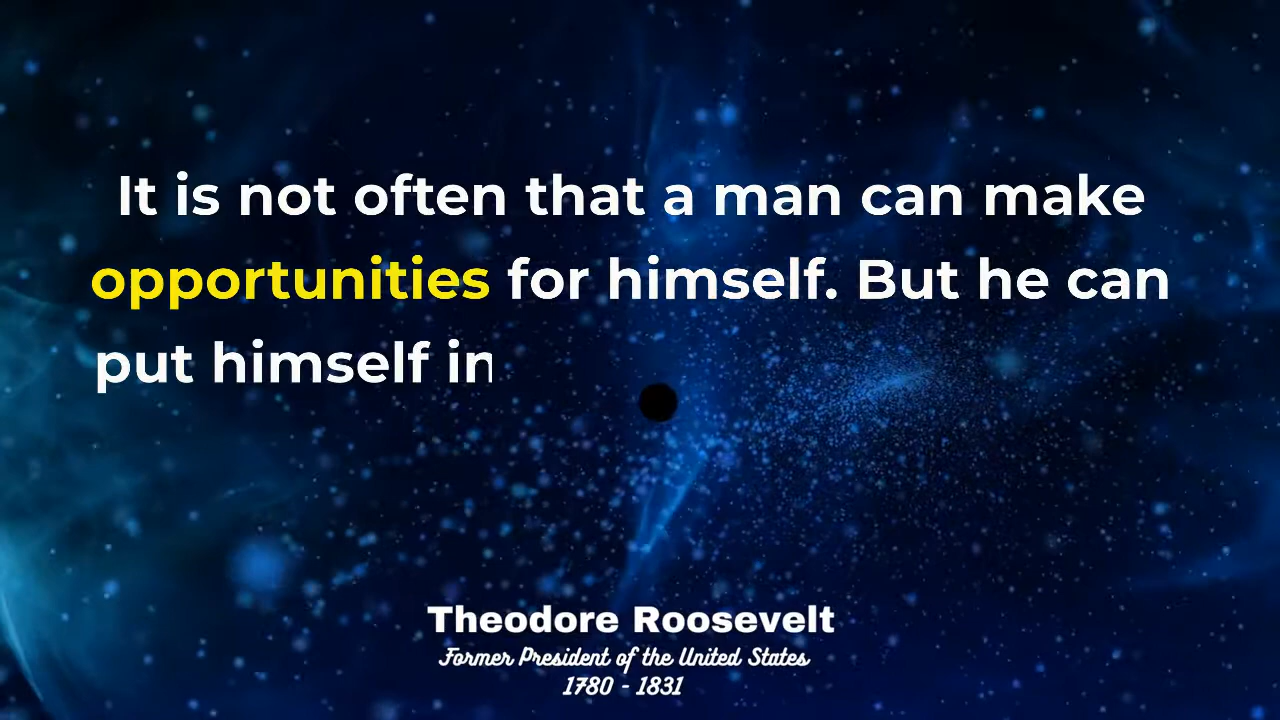 It is not often that a man can make
opportunities for himself. But he can
put himself in
Theodore Roosevelt
Former President of the United States
1780 - 1831